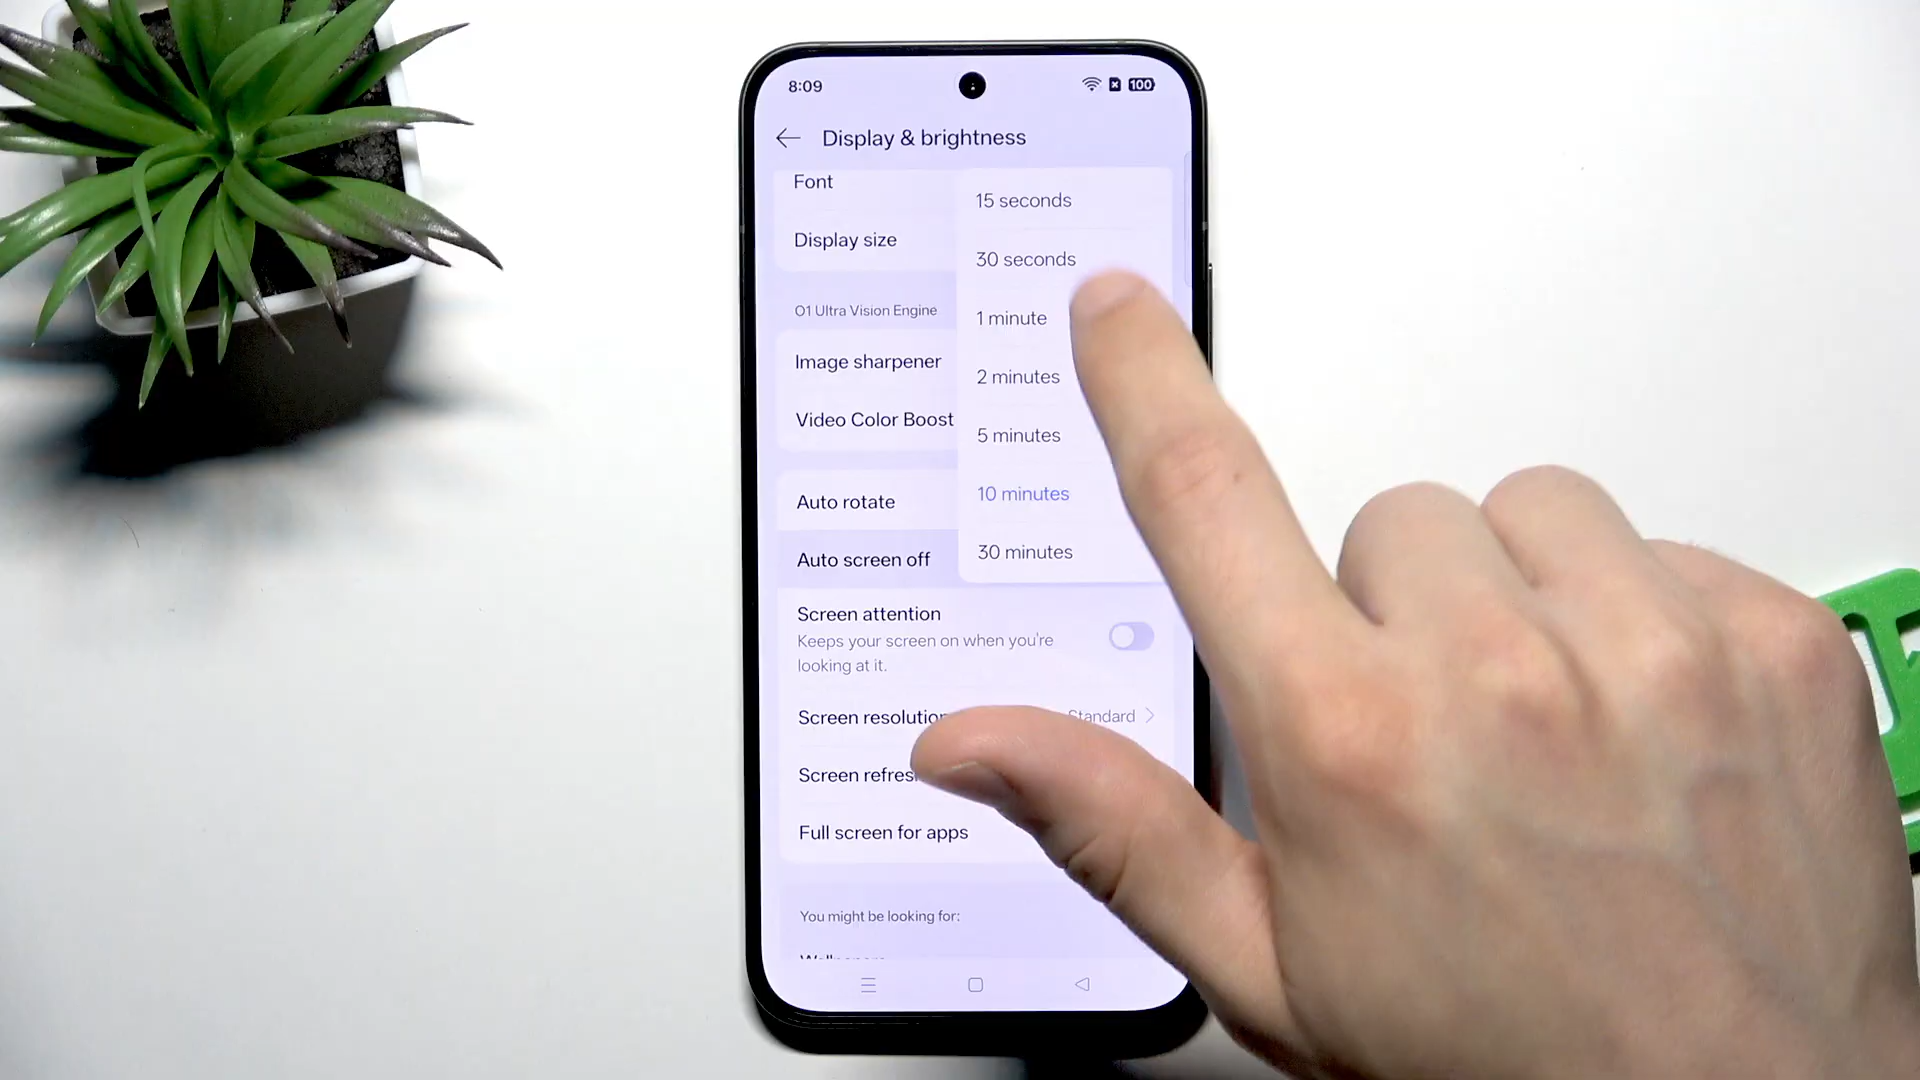 8:09
100
Display & brightness
Font
15 seconds
Display size
30 seconds
O1 Ultra Vision Engine
1 minute
Image sharpener
2 minutes
Video Color Boost
5 minutes
Auto rotate
10 minutes
Auto screen off
30 minutes
Screen attention
Keeps your screen on when you're
looking at it.
Screen resolution
Standard
Screen
Full screen for apps
You might be looking for: